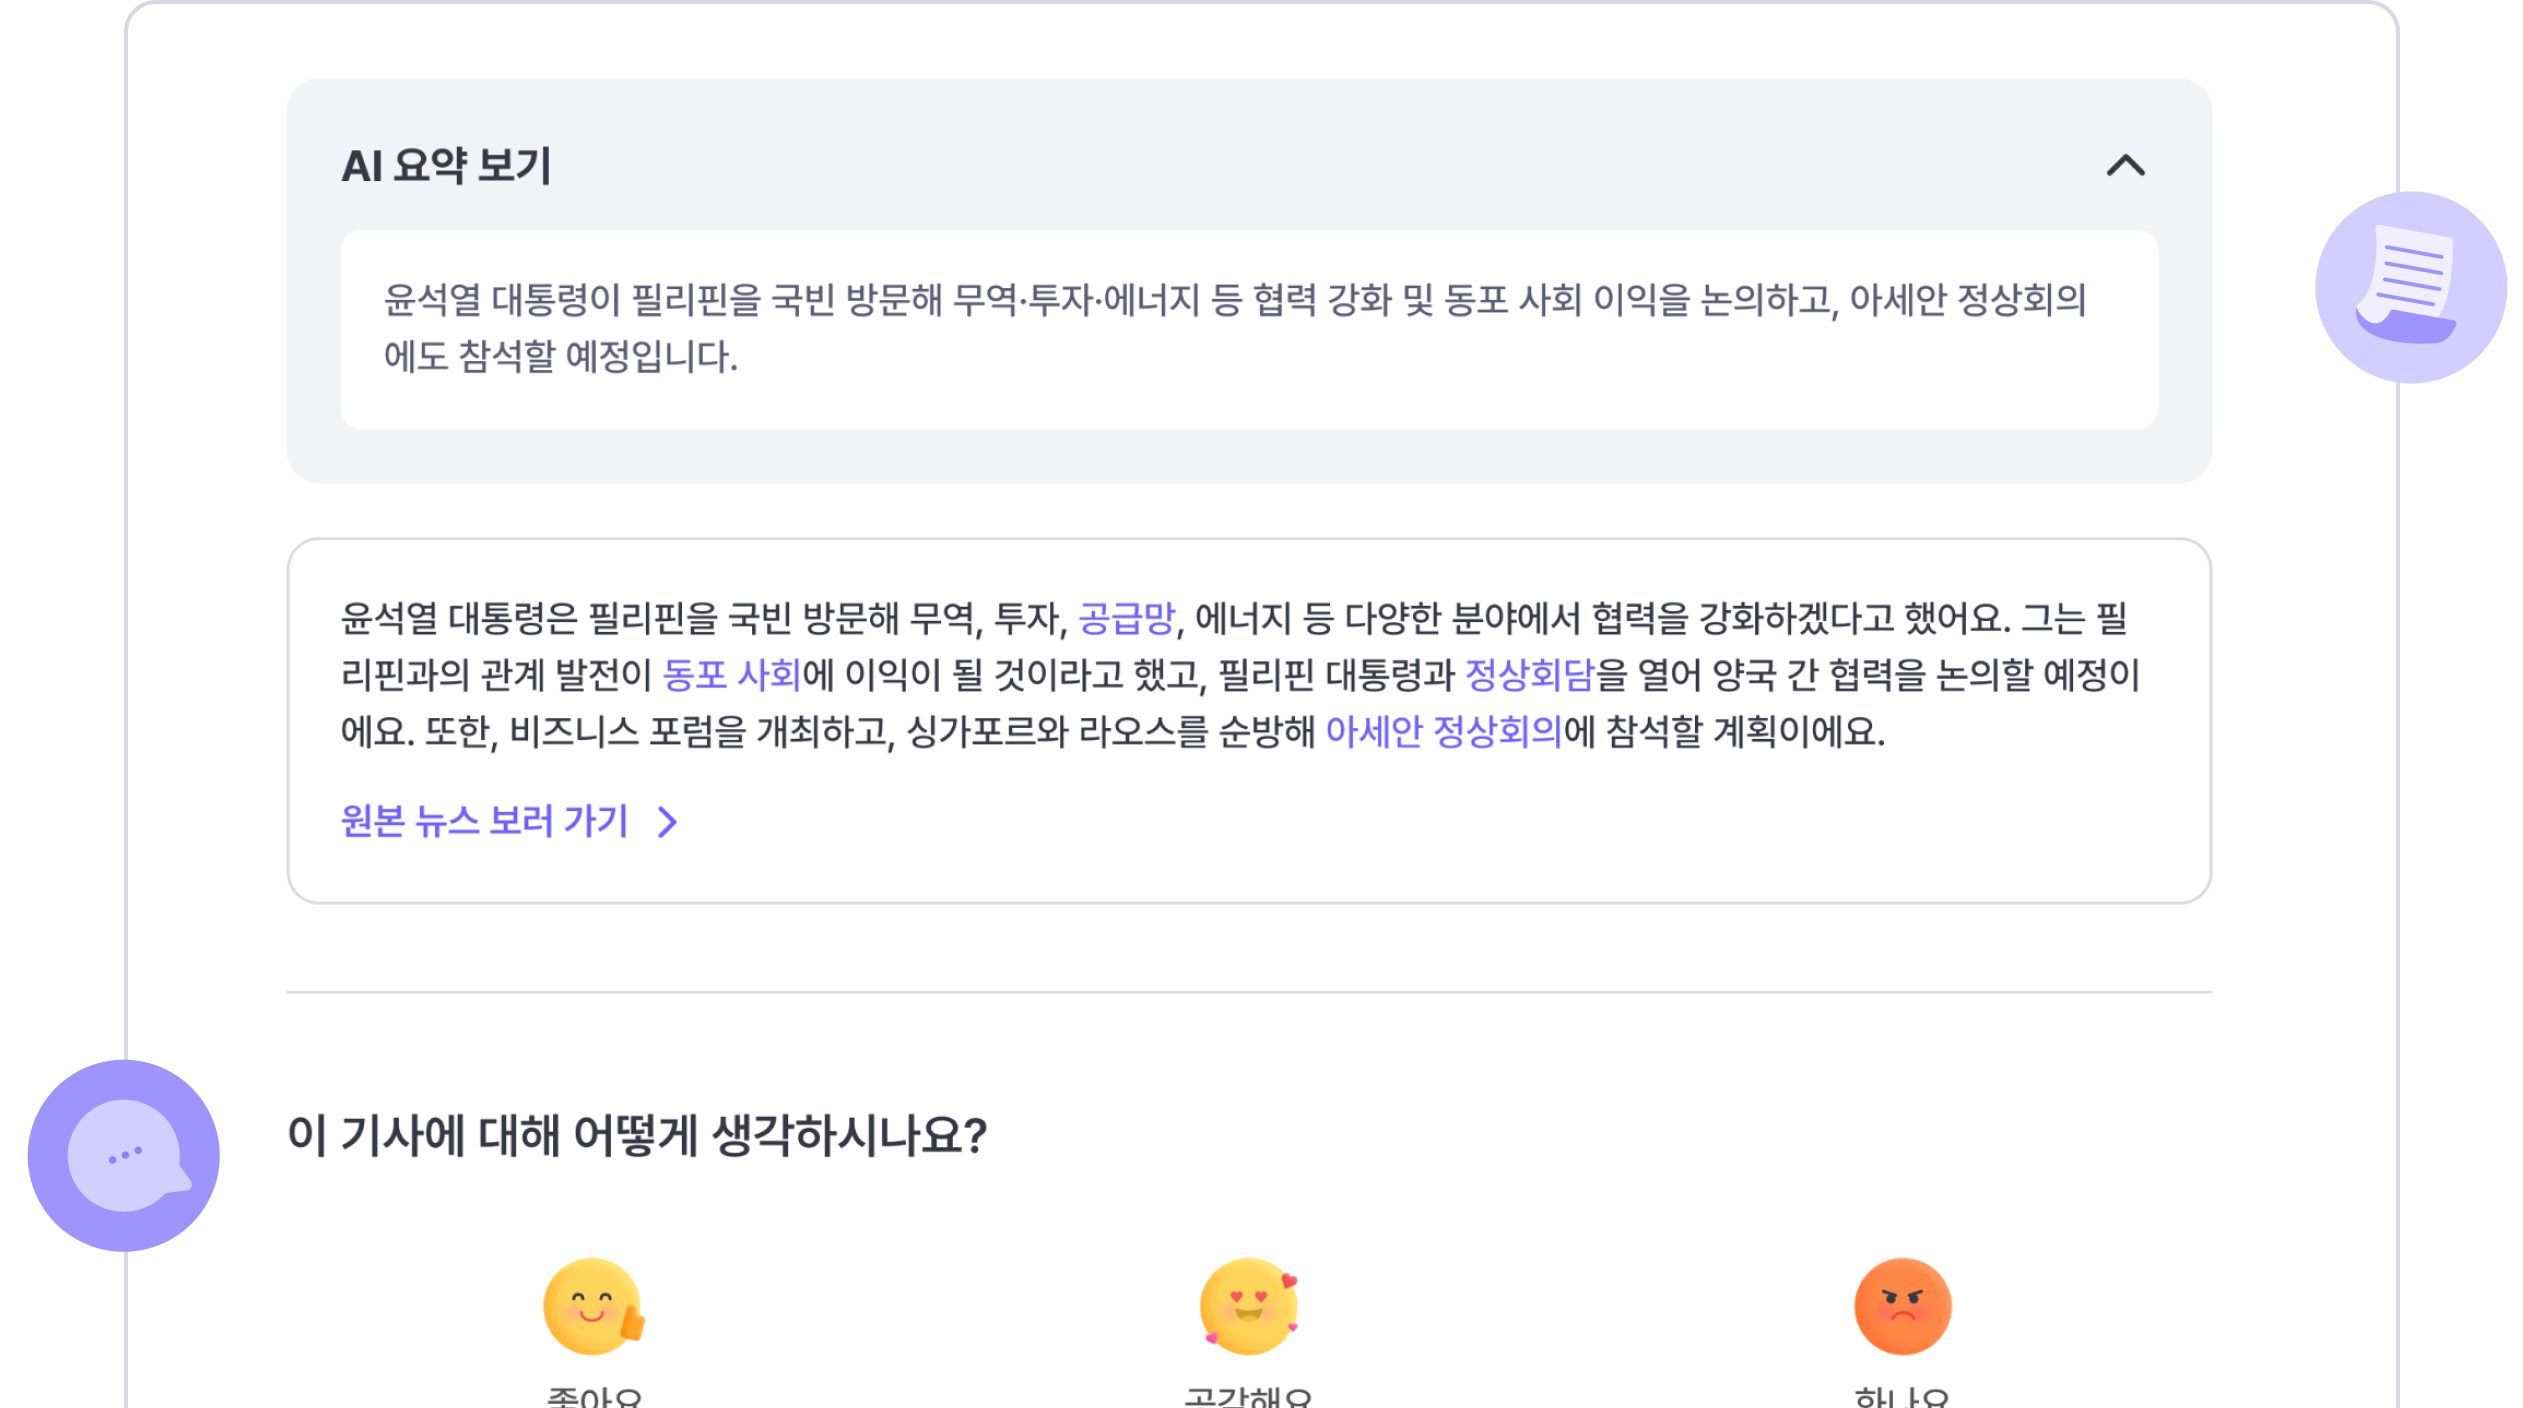 AI 요약 보기
윤석열 대통령이 필리핀을 국빈 방문해 무역·투자·에너지 등 협력 강화 및 동포 사회 이익을 논의하고, 아세안 정상회의
에도 참석할 예정입니다.
윤석열 대통령은 필리핀을 국빈 방문해 무역, 투자, 공급망, 에너지 등 다양한 분야에서 협력을 강화하겠다고 했어요. 그는 필
리핀과의 관계 발전이 동포 사회에 이익이 될 것이라고 했고, 필리핀 대통령과 정상회담을 열어 양국 간 협력을 논의할 예정이
에요. 또한, 비즈니스 포럼을 개최하고, 싱가포르와 라오스를 순방해 아세안 정상회의에 참석할 계획이에요.
원본 뉴스 보러 가기
이 기사에 대해 어떻게 생각하시나요?
좋아요 공감해요 화나요